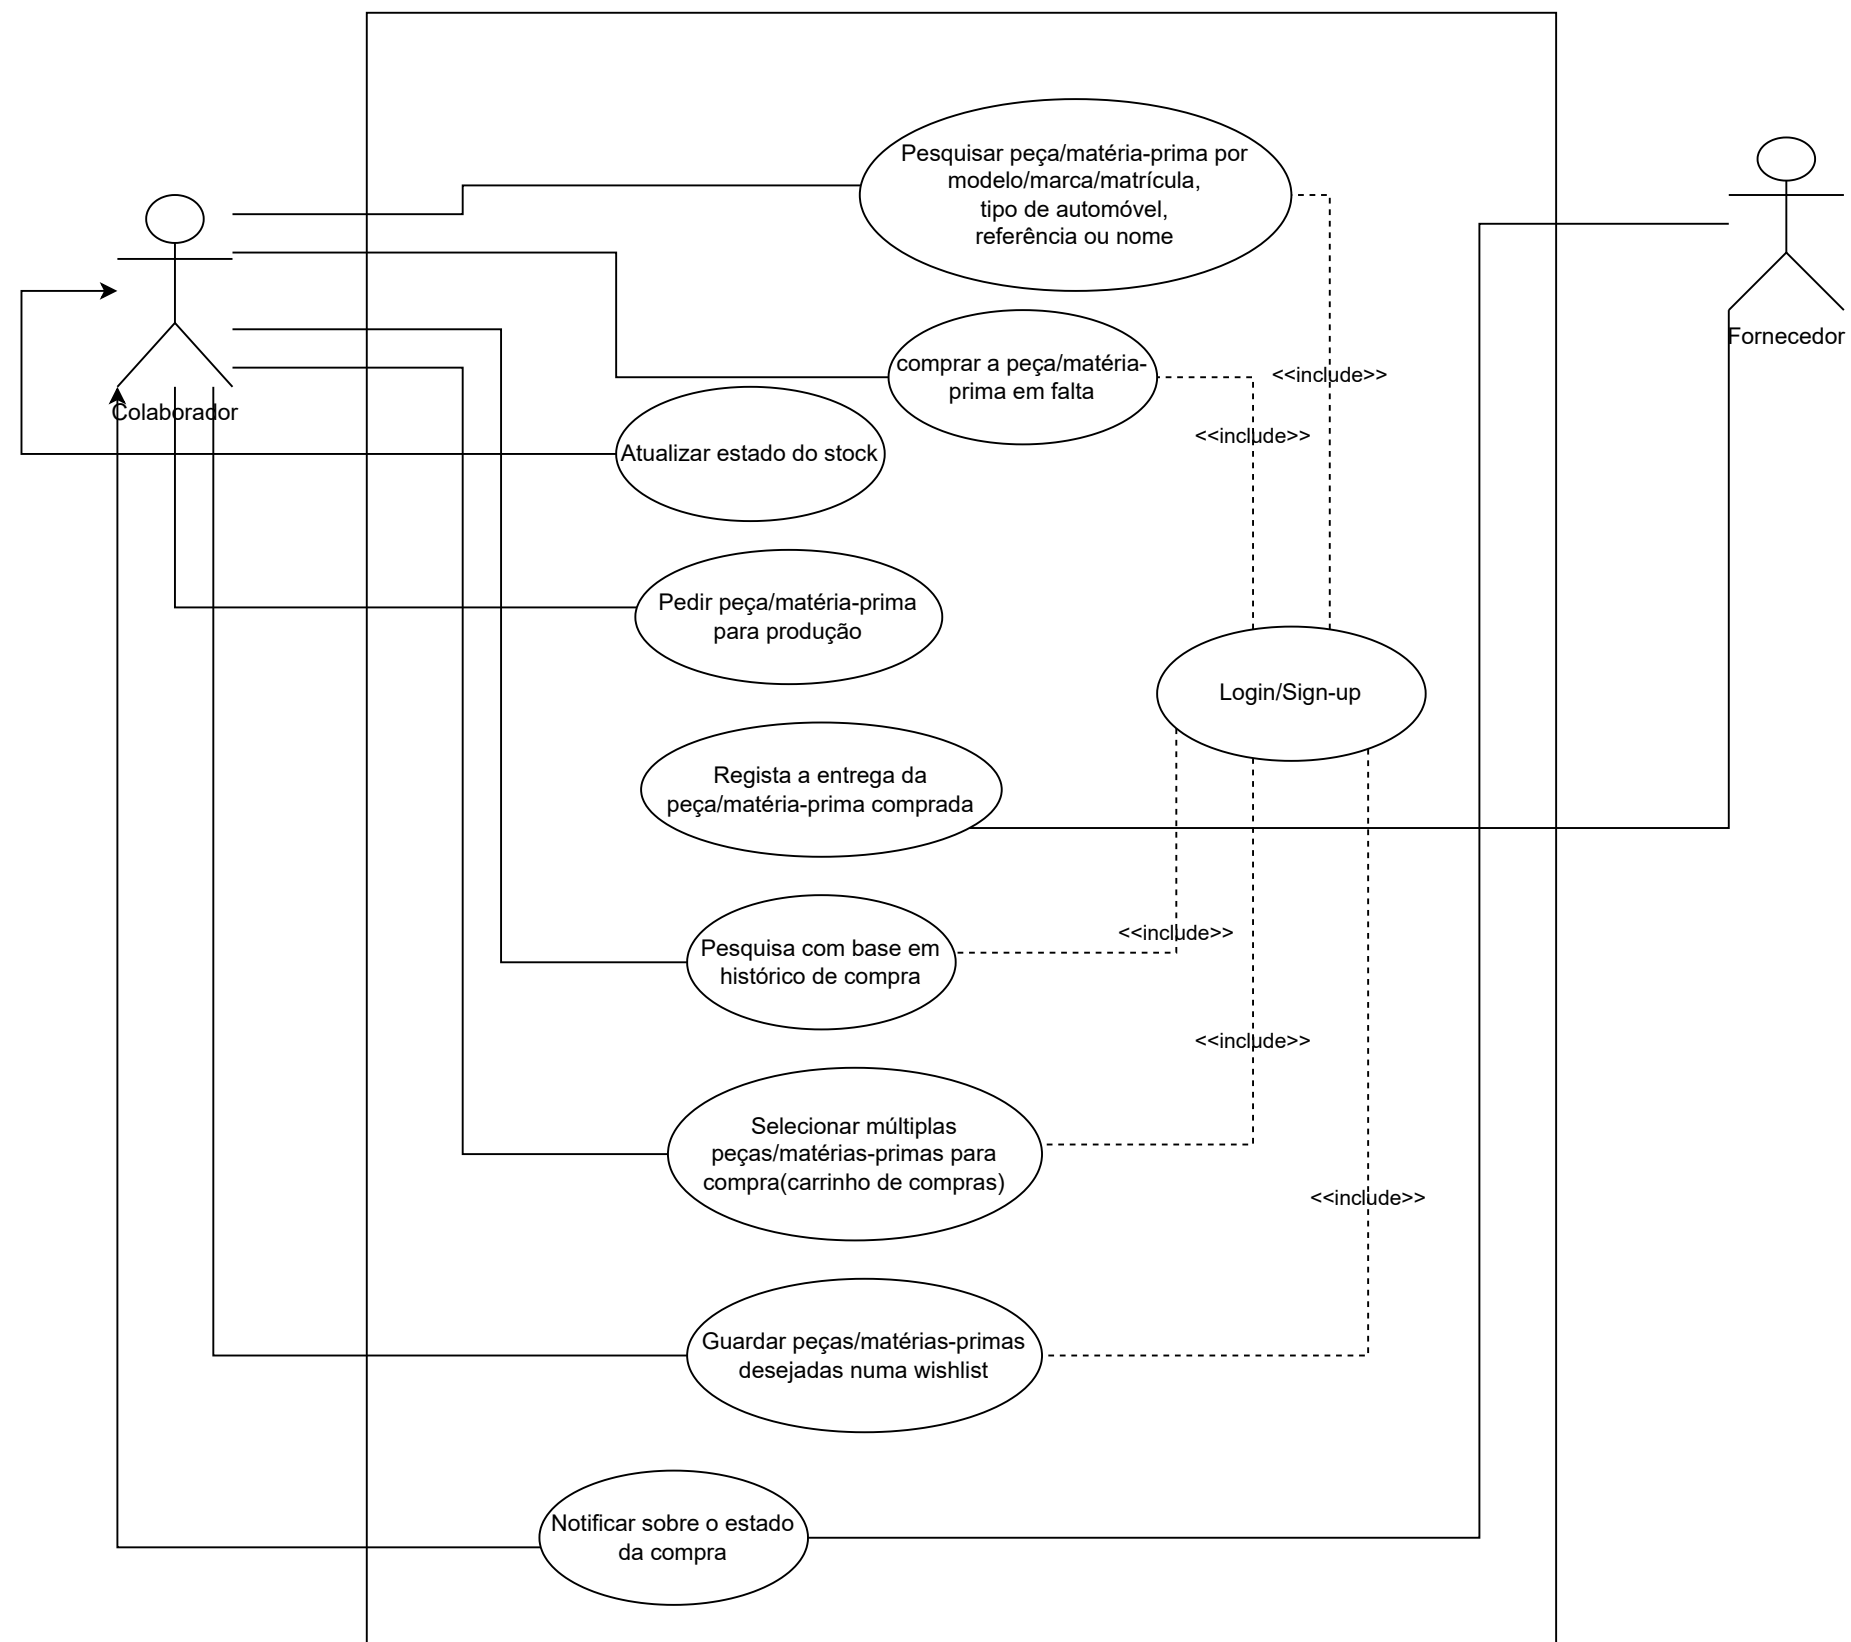 Pesquisar peça/matéria-prima por
modelo/marca/matrícula,
tipo de automóvel,
referência ou nome
Fornecedor
comprar a peça/matéria-
prima em falta
<<include>>
<<include>>
Colaborador
Atualizar estado do stock
Pedir peça/matéria-prima
para produção
Login/Sign-up
Regista a entrega da
peça/matéria-prima comprada
Pesquisa com base em
histórico de compra
<<include>>
<<include>>
Selecionar múltiplas
peças/matérias-primas para
compra(carrinho de compras)
<<include>>
Guardar peças/matérias-primas
desejadas numa wishlist
Notificar sobre o estado
da compra